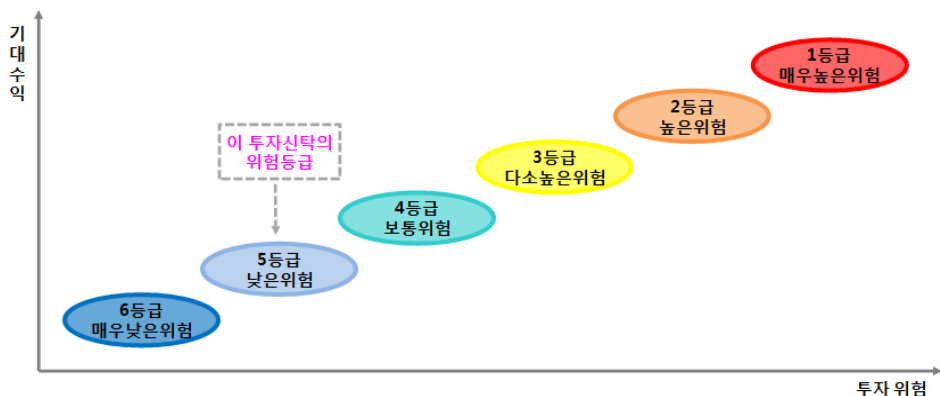 기
대
수
익
1등급
매우높은위험
2등급
높은위험
이 투자신탁의
위험등급
3등급
다소높은위험
4등급
보통위험
5등급
낮은위험
6등급
매우낮은위험
투자 위험